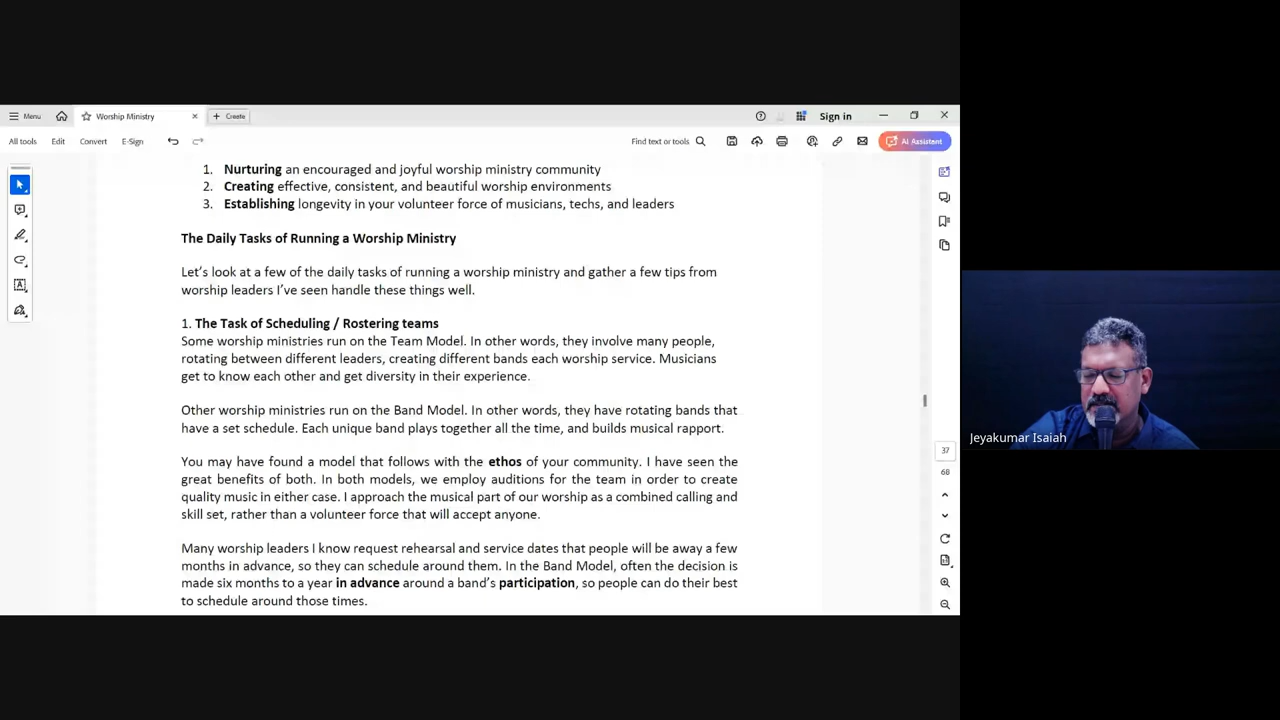 Menu
Worship Ministry
Create
Sign in
All tools
Edit
Convert
E-Sign
Find text or tools
AI Assistant
1. Nurturing an encouraged and joyful worship ministry community
2. Creating effective, consistent, and beautiful worship environments
3. Establishing longevity in your volunteer force of musicians, techs, and leaders
The Daily Tasks of Running a Worship Ministry
Let's look at a few of the daily tasks of running a worship ministry and gather a few tips from
worship leaders I've seen handle these things well.
1. The Task of Scheduling / Rostering teams
Some worship ministries run on the Team Model. In other words, they involve many people,
rotating between different leaders, creating different bands each worship service. Musicians
get to know each other and get diversity in their experience.
Other worship ministries run on the Band Model. In other words, they have rotating bands that
have a set schedule. Each unique band plays together all the time, and builds musical rapport.
You may have found a model that follows with the ethos of your community. I have seen the
great benefits of both. In both models, we employ auditions for the team in order to create
quality music in either case. I approach the musical part of our worship as a combined calling and
skill set, rather than a volunteer force that will accept anyone.
Many worship leaders I know request rehearsal and service dates that people will be away a few
months in advance, so they can schedule around them. In the Band Model, often the decision is
made six months to a year in advance around a band's participation, so people can do their best
to schedule around those times.
37
68
Jeyakumar Isaiah